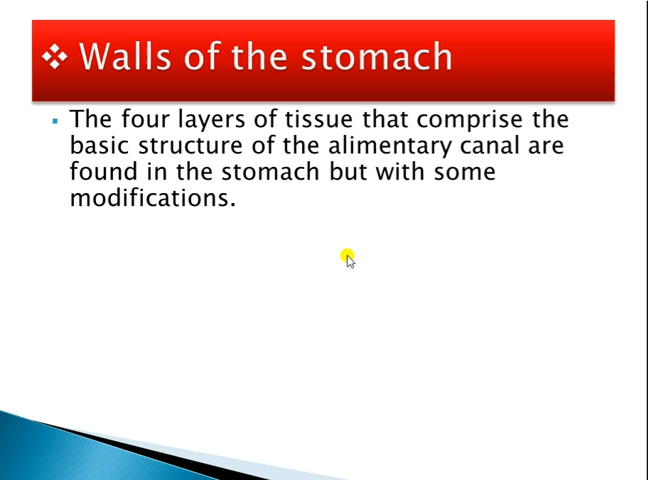 ❖ Walls of the stomach
▪ The four layers of tissue that comprise the
basic structure of the alimentary canal are
found in the stomach but with some
modifications.